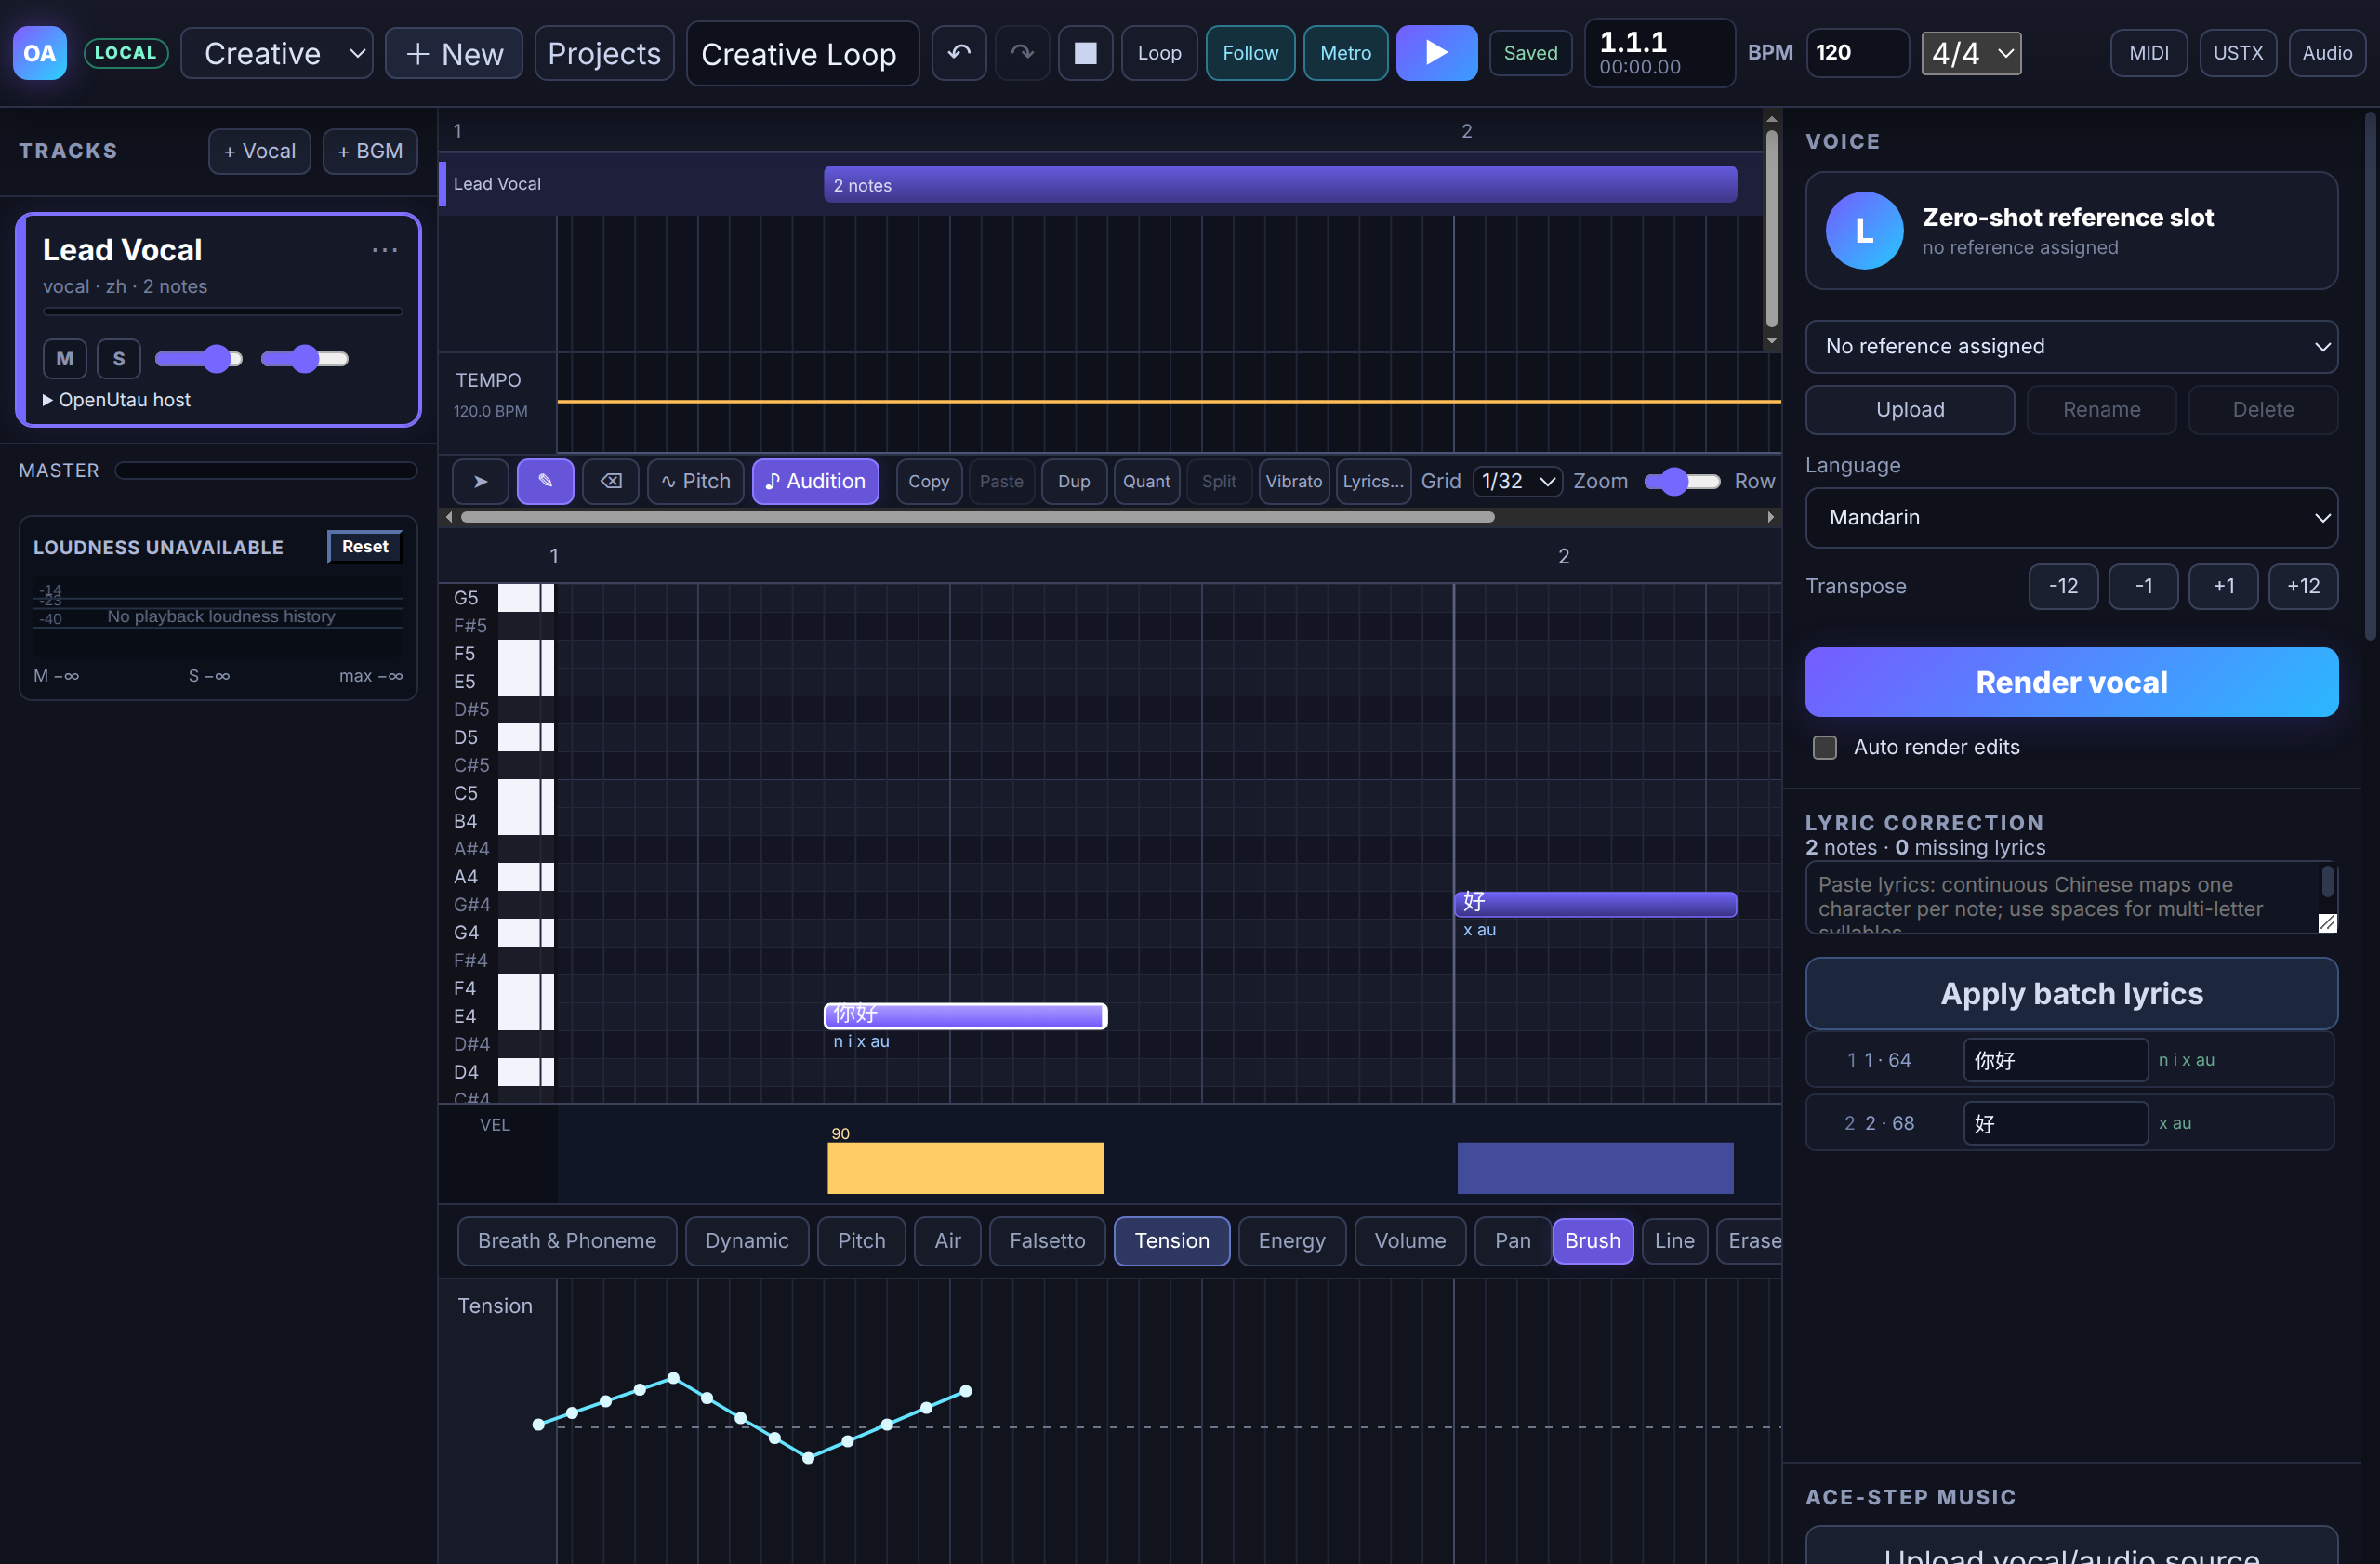 OA LOCAL Creative + New Projects Creative Loop Loop Follow Metro Saved 1.1.1 00:00.00 BPM 120 4/4 MIDI USTX Audio
TRACKS + Vocal + BGM
Lead Vocal ...
vocal · zh · 2 notes
M S
OpenUtau host
MASTER
LOUDNESS UNAVAILABLE Reset
-14
-23
-40 No playback loudness history
M -∞ S -∞ max -∞
1 2
Lead Vocal 2 notes
TEMPO
120.0 BPM
Pitch Audition Copy Paste Dup Quant Split Vibrato Lyrics... Grid 1/32 Zoom Row
1 2
G5
F#5
F5
E5
D#5
D5
C#5
C5
B4
A#4
A4
G#4 好
G4 x au
F#4
F4
E4 你好
D#4 n i x au
D4
C#4
VEL 90
Breath & Phoneme Dynamic Pitch Air Falsetto Tension Energy Volume Pan Brush Line Erase
Tension
VOICE
L Zero-shot reference slot
no reference assigned
No reference assigned
Upload Rename Delete
Language
Mandarin
Transpose -12 -1 +1 +12
Render vocal
Auto render edits
LYRIC CORRECTION
2 notes · 0 missing lyrics
Paste lyrics: continuous Chinese maps one
character per note; use spaces for multi-letter
syllables
Apply batch lyrics
1 1 · 64 你好 n i x au
2 2 · 68 好 x au
ACE-STEP MUSIC
Upload vocal/audio source